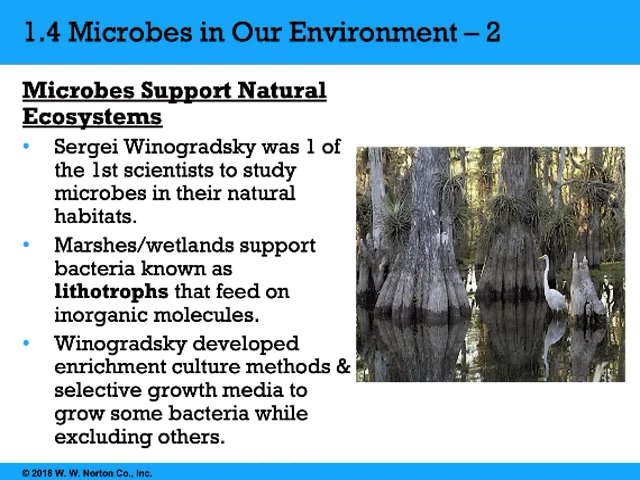 1.4 Microbes in Our Environment – 2
Microbes Support Natural
Ecosystems
• Sergei Winogradsky was 1 of
the 1st scientists to study
microbes in their natural
habitats.
• Marshes/wetlands support
bacteria known as
lithotrophs that feed on
inorganic molecules.
• Winogradsky developed
enrichment culture methods &
selective growth media to
grow some bacteria while
excluding others.
© 2018 W. W. Norton Co., Inc.